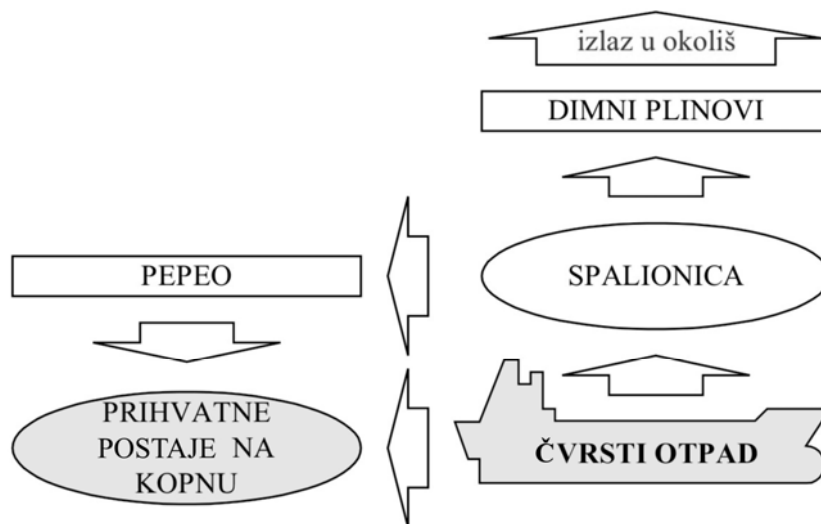 izlaz u okoliš
DIMNI PLINOVI
PEPEO
SPALIONICA
PRIHVATNE
POSTAJE NA
KOPNU
ČVRSTI OTPAD